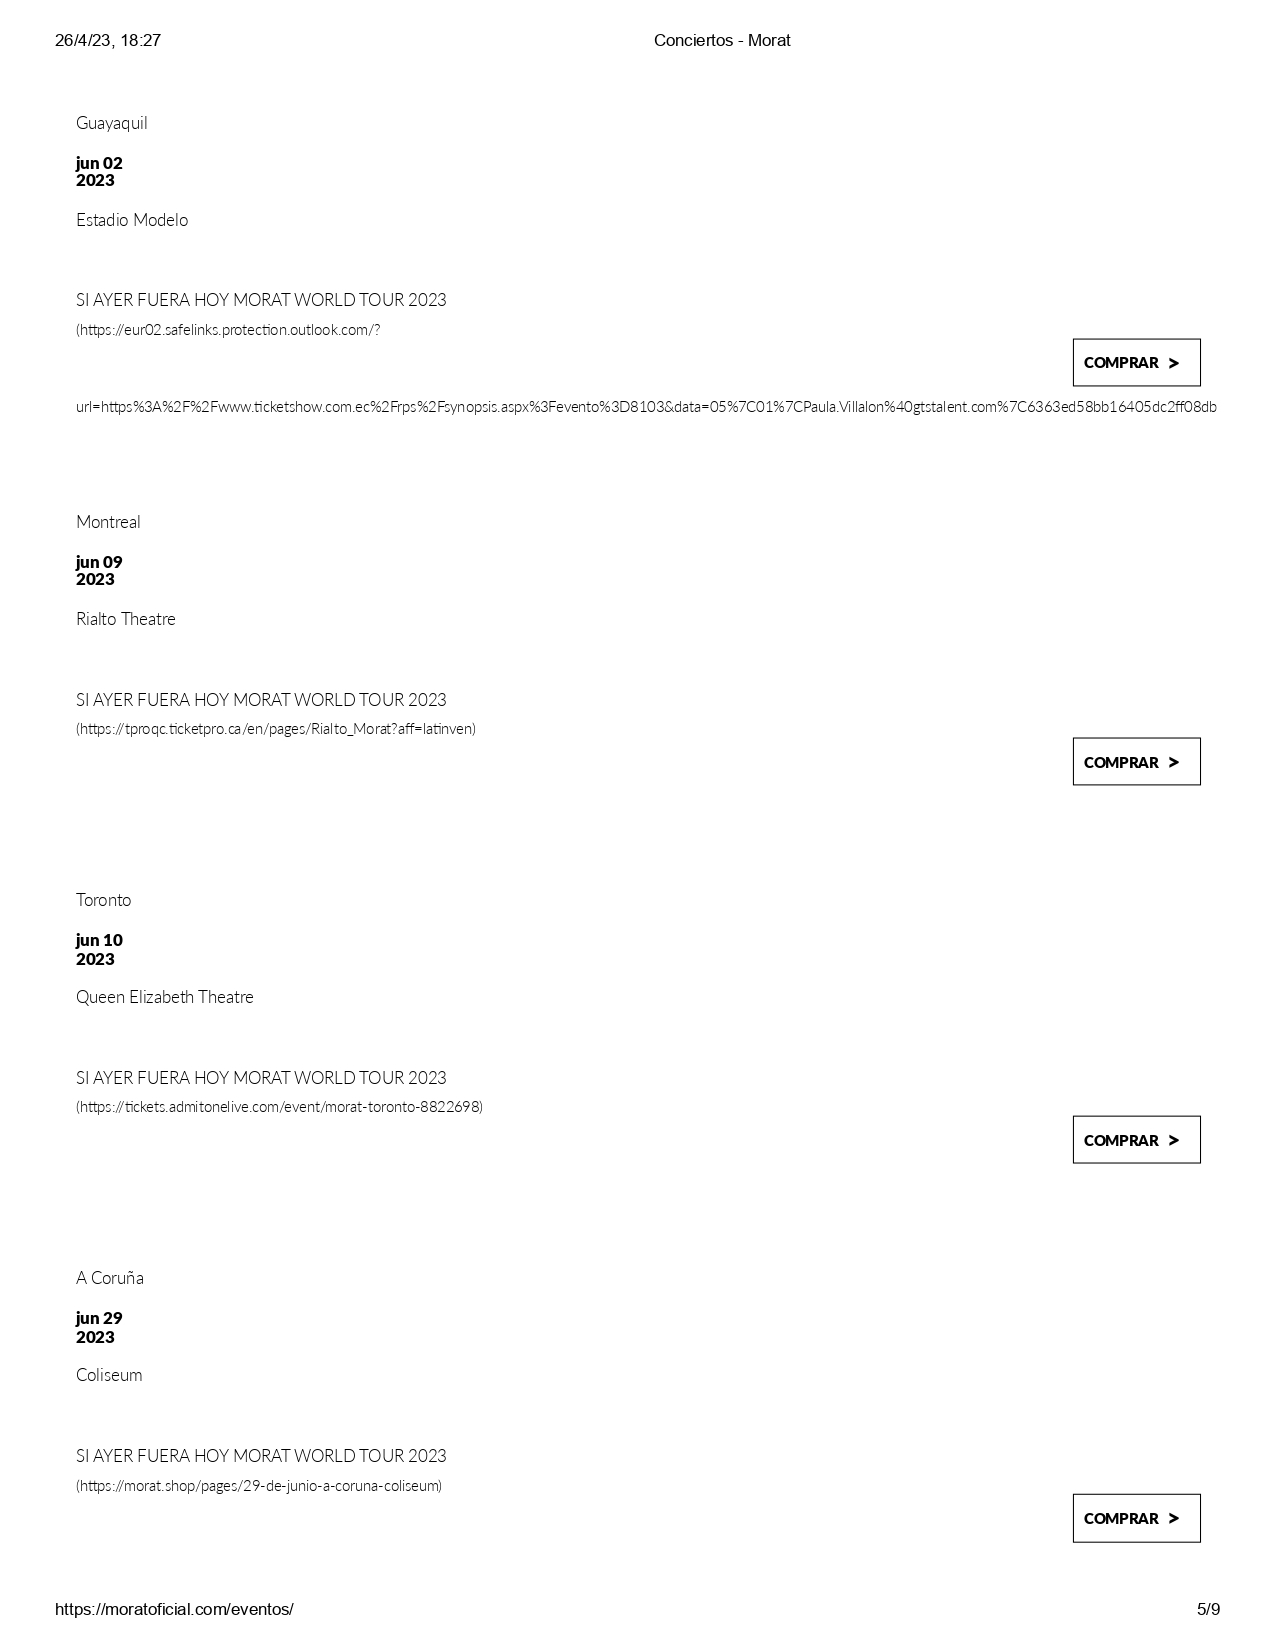 26/4/23, 18:27
Conciertos - Morat
Guayaquil
jun 02
2023
Estadio Modelo
SI AYER FUERA HOY MORAT WORLD TOUR 2023
(https://eur02.safelinks.protection.outlook.com/?
COMPRAR >
url=https%3A%2F%2Fwww.ticketshow.com.ec%2Frps%2Fsynopsis.aspx%3Fevento%3D8103&data=05%7C01%7CPaula.Villalon%40gtstalent.com%7C6363ed58bb16405dc2ff08db
Montreal
jun 09
2023
Rialto Theatre
SI AYER FUERA HOY MORAT WORLD TOUR 2023
(https://tproqc.ticketpro.ca/en/pages/Rialto_Morat?aff=latinven)
COMPRAR >
Toronto
jun 10
2023
Queen Elizabeth Theatre
SI AYER FUERA HOY MORAT WORLD TOUR 2023
(https://tickets.admitonelive.com/event/morat-toronto-8822698)
COMPRAR >
A Coruña
jun 29
2023
Coliseum
SI AYER FUERA HOY MORAT WORLD TOUR 2023
(https://morat.shop/pages/29-de-junio-a-coruna-coliseum)
COMPRAR >
https://moratoficial.com/eventos/
5/9